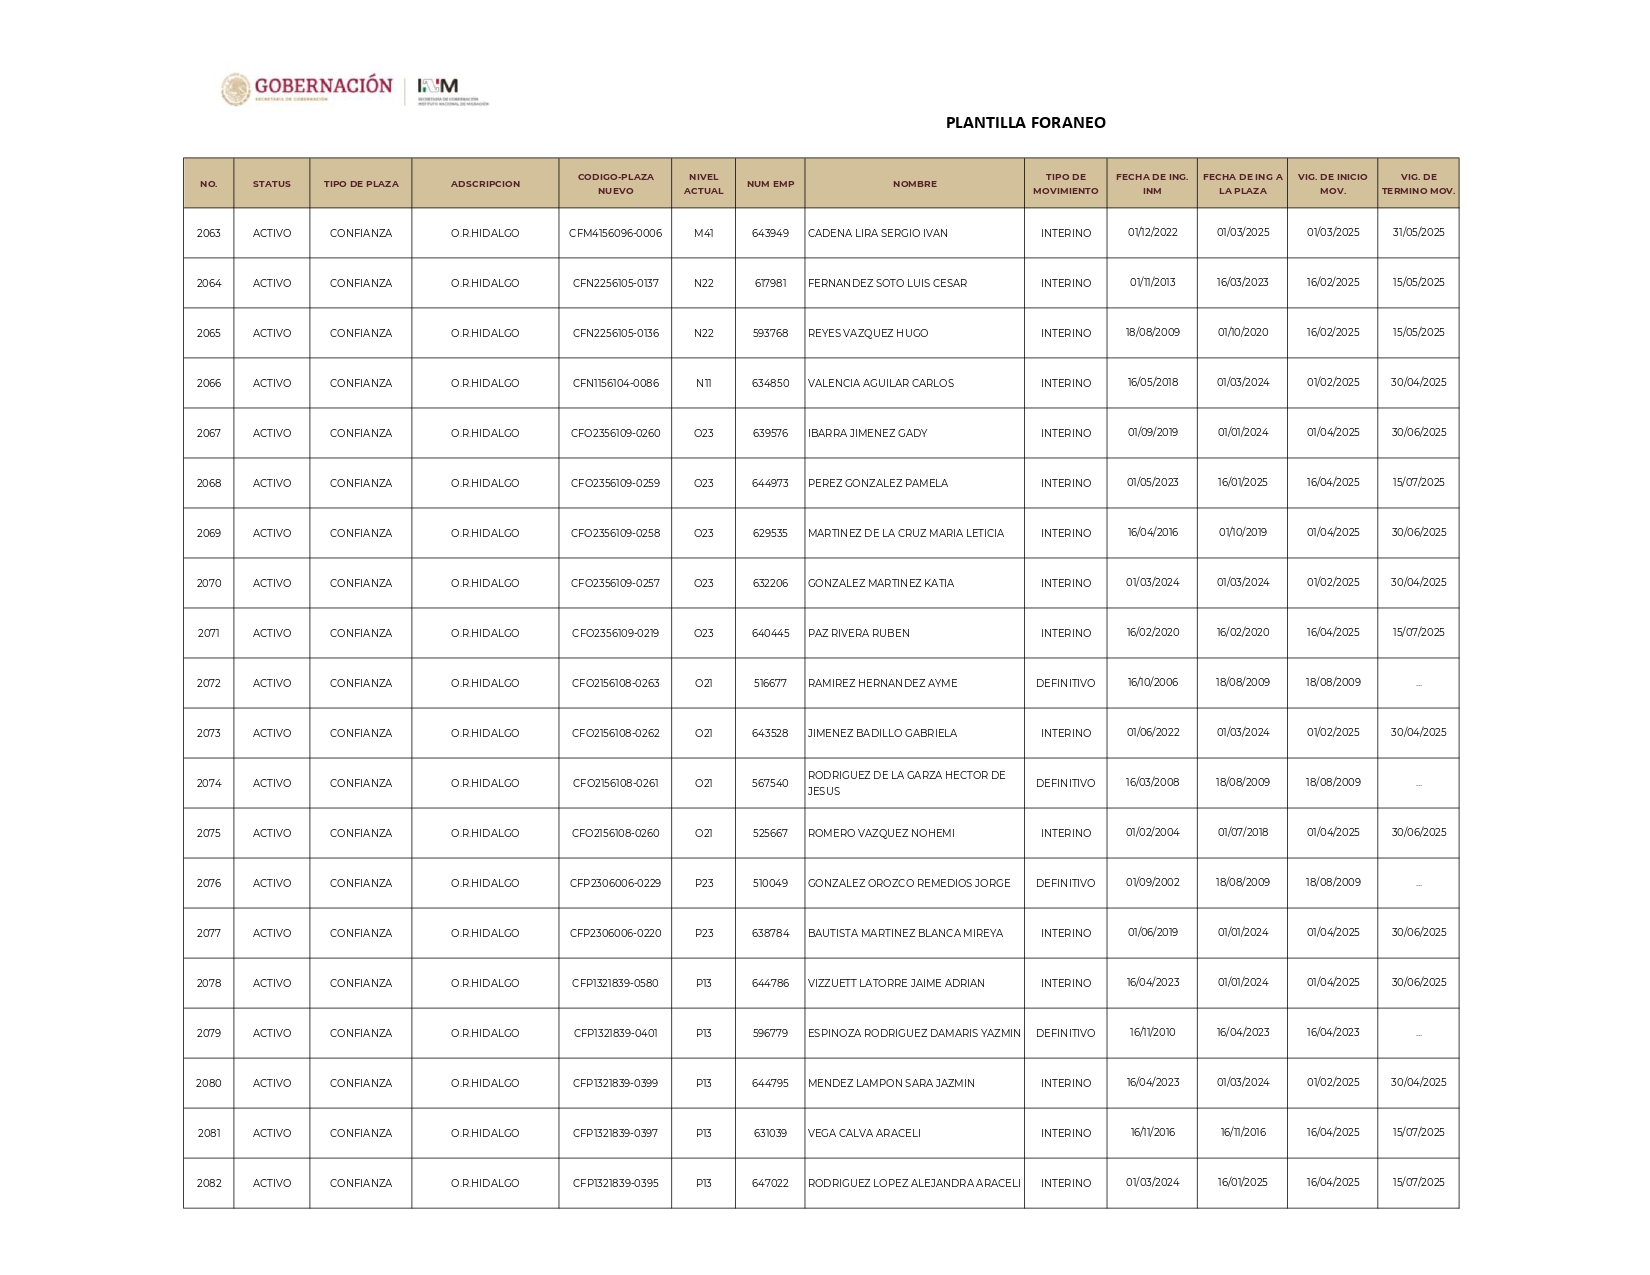 GOBERNACIÓN
SECRETARÍA DE GOBERNACIÓN
INM
SECRETARÍA DE GOBERNACIÓN
INSTITUTO NACIONAL DE MIGRACIÓN
PLANTILLA FORANEO
NO. STATUS TIPO DE PLAZA ADSCRIPCION CODIGO-PLAZA NUEVO NIVEL ACTUAL NUM EMP NOMBRE TIPO DE MOVIMIENTO FECHA DE ING. INM FECHA DE ING A LA PLAZA VIG. DE INICIO MOV. VIG. DE TERMINO MOV.
2063 ACTIVO CONFIANZA O.R.HIDALGO CFM4156096-0006 M41 643949 CADENA LIRA SERGIO IVAN INTERINO 01/12/2022 01/03/2025 01/03/2025 31/05/2025
2064 ACTIVO CONFIANZA O.R.HIDALGO CFN2256105-0137 N22 617981 FERNANDEZ SOTO LUIS CESAR INTERINO 01/11/2013 16/03/2023 16/02/2025 15/05/2025
2065 ACTIVO CONFIANZA O.R.HIDALGO CFN2256105-0136 N22 593768 REYES VAZQUEZ HUGO INTERINO 18/08/2009 01/10/2020 16/02/2025 15/05/2025
2066 ACTIVO CONFIANZA O.R.HIDALGO CFN1156104-0086 N11 634850 VALENCIA AGUILAR CARLOS INTERINO 16/05/2018 01/03/2024 01/02/2025 30/04/2025
2067 ACTIVO CONFIANZA O.R.HIDALGO CFO2356109-0260 O23 639576 IBARRA JIMENEZ GADY INTERINO 01/09/2019 01/01/2024 01/04/2025 30/06/2025
2068 ACTIVO CONFIANZA O.R.HIDALGO CFO2356109-0259 O23 644973 PEREZ GONZALEZ PAMELA INTERINO 01/05/2023 16/01/2025 16/04/2025 15/07/2025
2069 ACTIVO CONFIANZA O.R.HIDALGO CFO2356109-0258 O23 629535 MARTINEZ DE LA CRUZ MARIA LETICIA INTERINO 16/04/2016 01/10/2019 01/04/2025 30/06/2025
2070 ACTIVO CONFIANZA O.R.HIDALGO CFO2356109-0257 O23 632206 GONZALEZ MARTINEZ KATIA INTERINO 01/03/2024 01/03/2024 01/02/2025 30/04/2025
2071 ACTIVO CONFIANZA O.R.HIDALGO CFO2356109-0219 O23 640445 PAZ RIVERA RUBEN INTERINO 16/02/2020 16/02/2020 16/04/2025 15/07/2025
2072 ACTIVO CONFIANZA O.R.HIDALGO CFO2156108-0263 O21 516677 RAMIREZ HERNANDEZ AYME DEFINITIVO 16/10/2006 18/08/2009 18/08/2009 ...
2073 ACTIVO CONFIANZA O.R.HIDALGO CFO2156108-0262 O21 643528 JIMENEZ BADILLO GABRIELA INTERINO 01/06/2022 01/03/2024 01/02/2025 30/04/2025
2074 ACTIVO CONFIANZA O.R.HIDALGO CFO2156108-0261 O21 567540 RODRIGUEZ DE LA GARZA HECTOR DE JESUS DEFINITIVO 16/03/2008 18/08/2009 18/08/2009 ...
2075 ACTIVO CONFIANZA O.R.HIDALGO CFO2156108-0260 O21 525667 ROMERO VAZQUEZ NOHEMI INTERINO 01/02/2004 01/07/2018 01/04/2025 30/06/2025
2076 ACTIVO CONFIANZA O.R.HIDALGO CFP2306006-0229 P23 510049 GONZALEZ OROZCO REMEDIOS JORGE DEFINITIVO 01/09/2002 18/08/2009 18/08/2009 ...
2077 ACTIVO CONFIANZA O.R.HIDALGO CFP2306006-0220 P23 638784 BAUTISTA MARTINEZ BLANCA MIREYA INTERINO 01/06/2019 01/01/2024 01/04/2025 30/06/2025
2078 ACTIVO CONFIANZA O.R.HIDALGO CFP1321839-0580 P13 644786 VIZZUETT LATORRE JAIME ADRIAN INTERINO 16/04/2023 01/01/2024 01/04/2025 30/06/2025
2079 ACTIVO CONFIANZA O.R.HIDALGO CFP1321839-0401 P13 596779 ESPINOZA RODRIGUEZ DAMARIS YAZMIN DEFINITIVO 16/11/2010 16/04/2023 16/04/2023 ...
2080 ACTIVO CONFIANZA O.R.HIDALGO CFP1321839-0399 P13 644795 MENDEZ LAMPON SARA JAZMIN INTERINO 16/04/2023 01/03/2024 01/02/2025 30/04/2025
2081 ACTIVO CONFIANZA O.R.HIDALGO CFP1321839-0397 P13 631039 VEGA CALVA ARACELI INTERINO 16/11/2016 16/11/2016 16/04/2025 15/07/2025
2082 ACTIVO CONFIANZA O.R.HIDALGO CFP1321839-0395 P13 647022 RODRIGUEZ LOPEZ ALEJANDRA ARACELI INTERINO 01/03/2024 16/01/2025 16/04/2025 15/07/2025